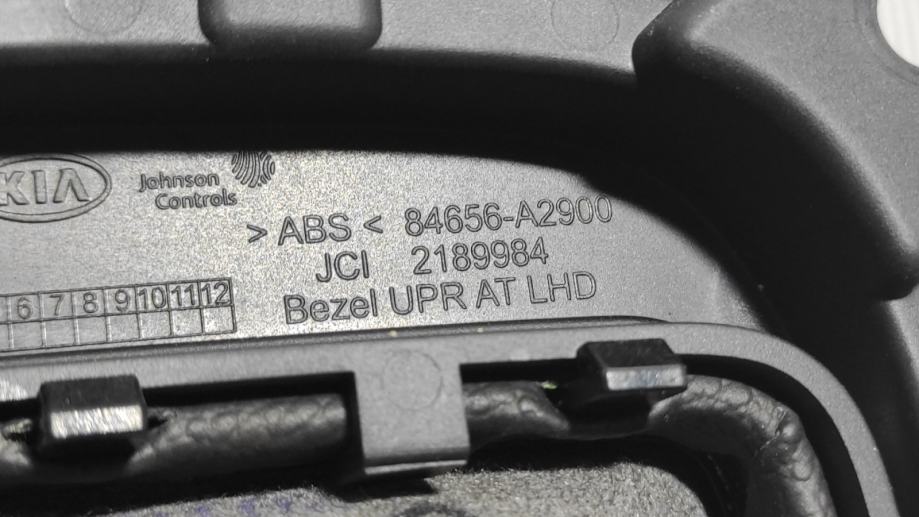 KIA
Johnson
Controls
> ABS < 84656-A2900
JCI 2189984
Bezel UPR AT LHD
6 7 8 9 10 11 12